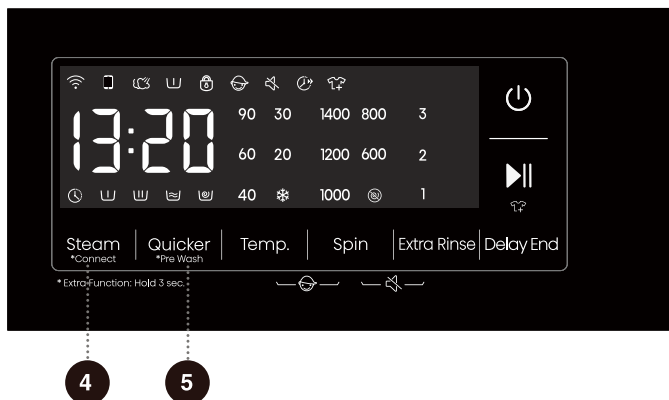 90 30 1400 800 3
13:20
60 20 1200 600 2
40 1000 1
Steam Quicker Temp. Spin Extra Rinse Delay End
*Connect *Pre Wash
* Extra Function: Hold 3 sec.
4 5